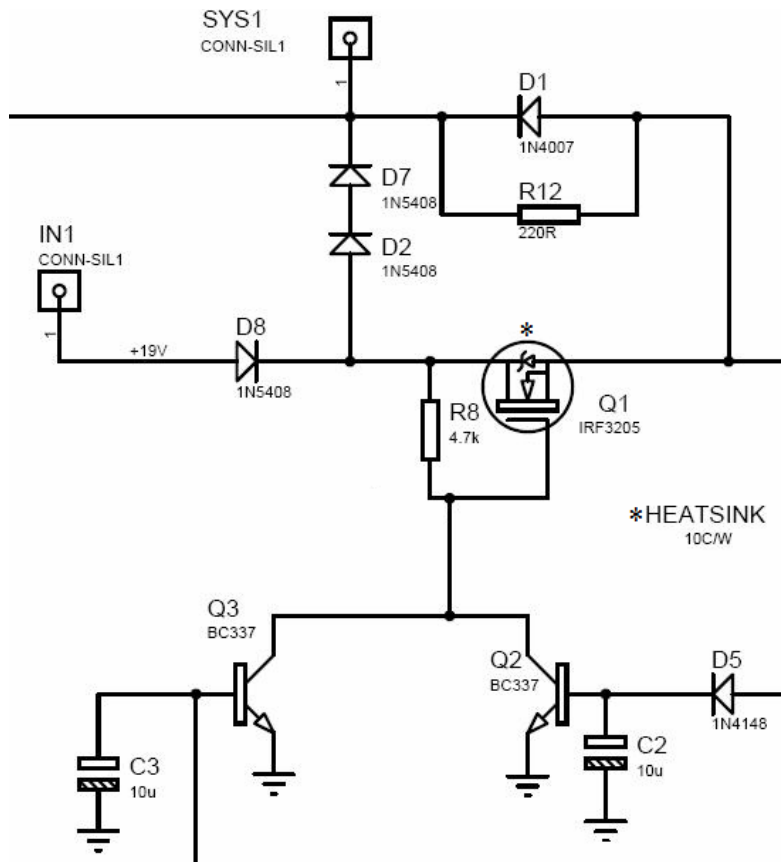 SYS1
CONN-SIL1
1
D1
1N4007
D7
1N5408
R12
220R
D2
1N5408
IN1
CONN-SIL1
1
+19V
D8
1N5408
*
R8
4.7k
Q1
IRF3205
*HEATSINK
10C/W
Q3
BC337
Q2
BC337
D5
1N4148
C3
10u
C2
10u